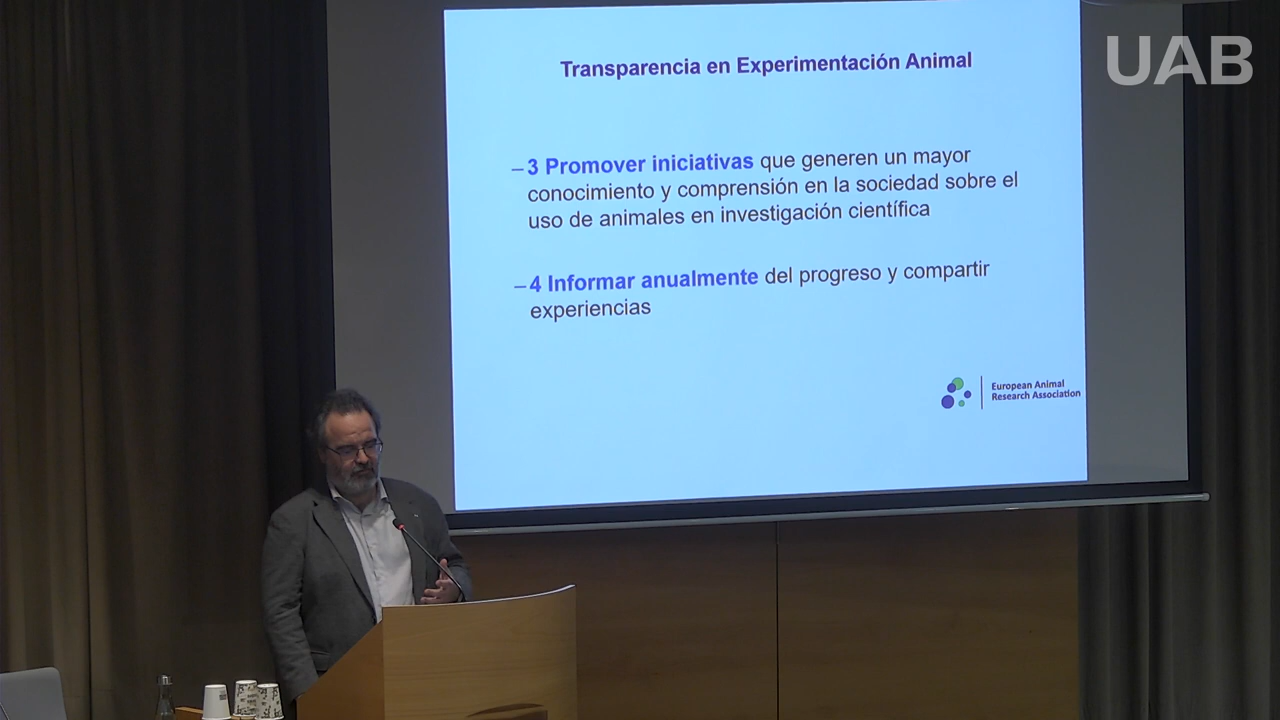 UAB
Transparencia en Experimentación Animal
–3 Promover iniciativas que generen un mayor
conocimiento y comprensión en la sociedad sobre el
uso de animales en investigación científica
–4 Informar anualmente del progreso y compartir
experiencias
European Animal
Research Association